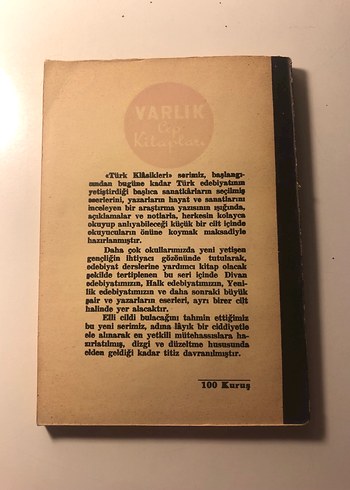 VARLIK
Cep
Kitapları
«Türk Klâsikleri» serimiz, başlangı-
cından bugüne kadar Türk edebiyatının
yetiştirdiği başlıca sanatkârların seçilmiş
eserlerini, yazarların hayat ve sanatlarını
inceleyen bir araştırma yazısının ışığında,
açıklamalar ve notlarla, herkesin kolayca
okuyup anlıyabileceği küçük bir cilt içinde
okuyucuların önüne koymak maksadiyle
hazırlanmıştır.
Daha çok okullarımızda yeni yetişen
gençliğin ihtiyacı gözönünde tutularak,
edebiyat derslerine yardımcı kitap olacak
şekilde tertiplenen bu seri içinde Divan
edebiyatımızın, Halk edebiyatımızın, Yeni-
lik edebiyatımızın ve daha sonraki büyük
şair ve yazarların eserleri, ayrı birer cilt
halinde yer alacaktır.
Elli cildi bulacağını tahmin ettiğimiz
bu yeni serimiz, adına lâyık bir ciddiyetle
ele alınarak en yetkili mütehassıslara ha-
zırlatılmış, dizgi ve düzeltme hususunda
elden geldiği kadar titiz davranılmıştır.
100 Kuruş